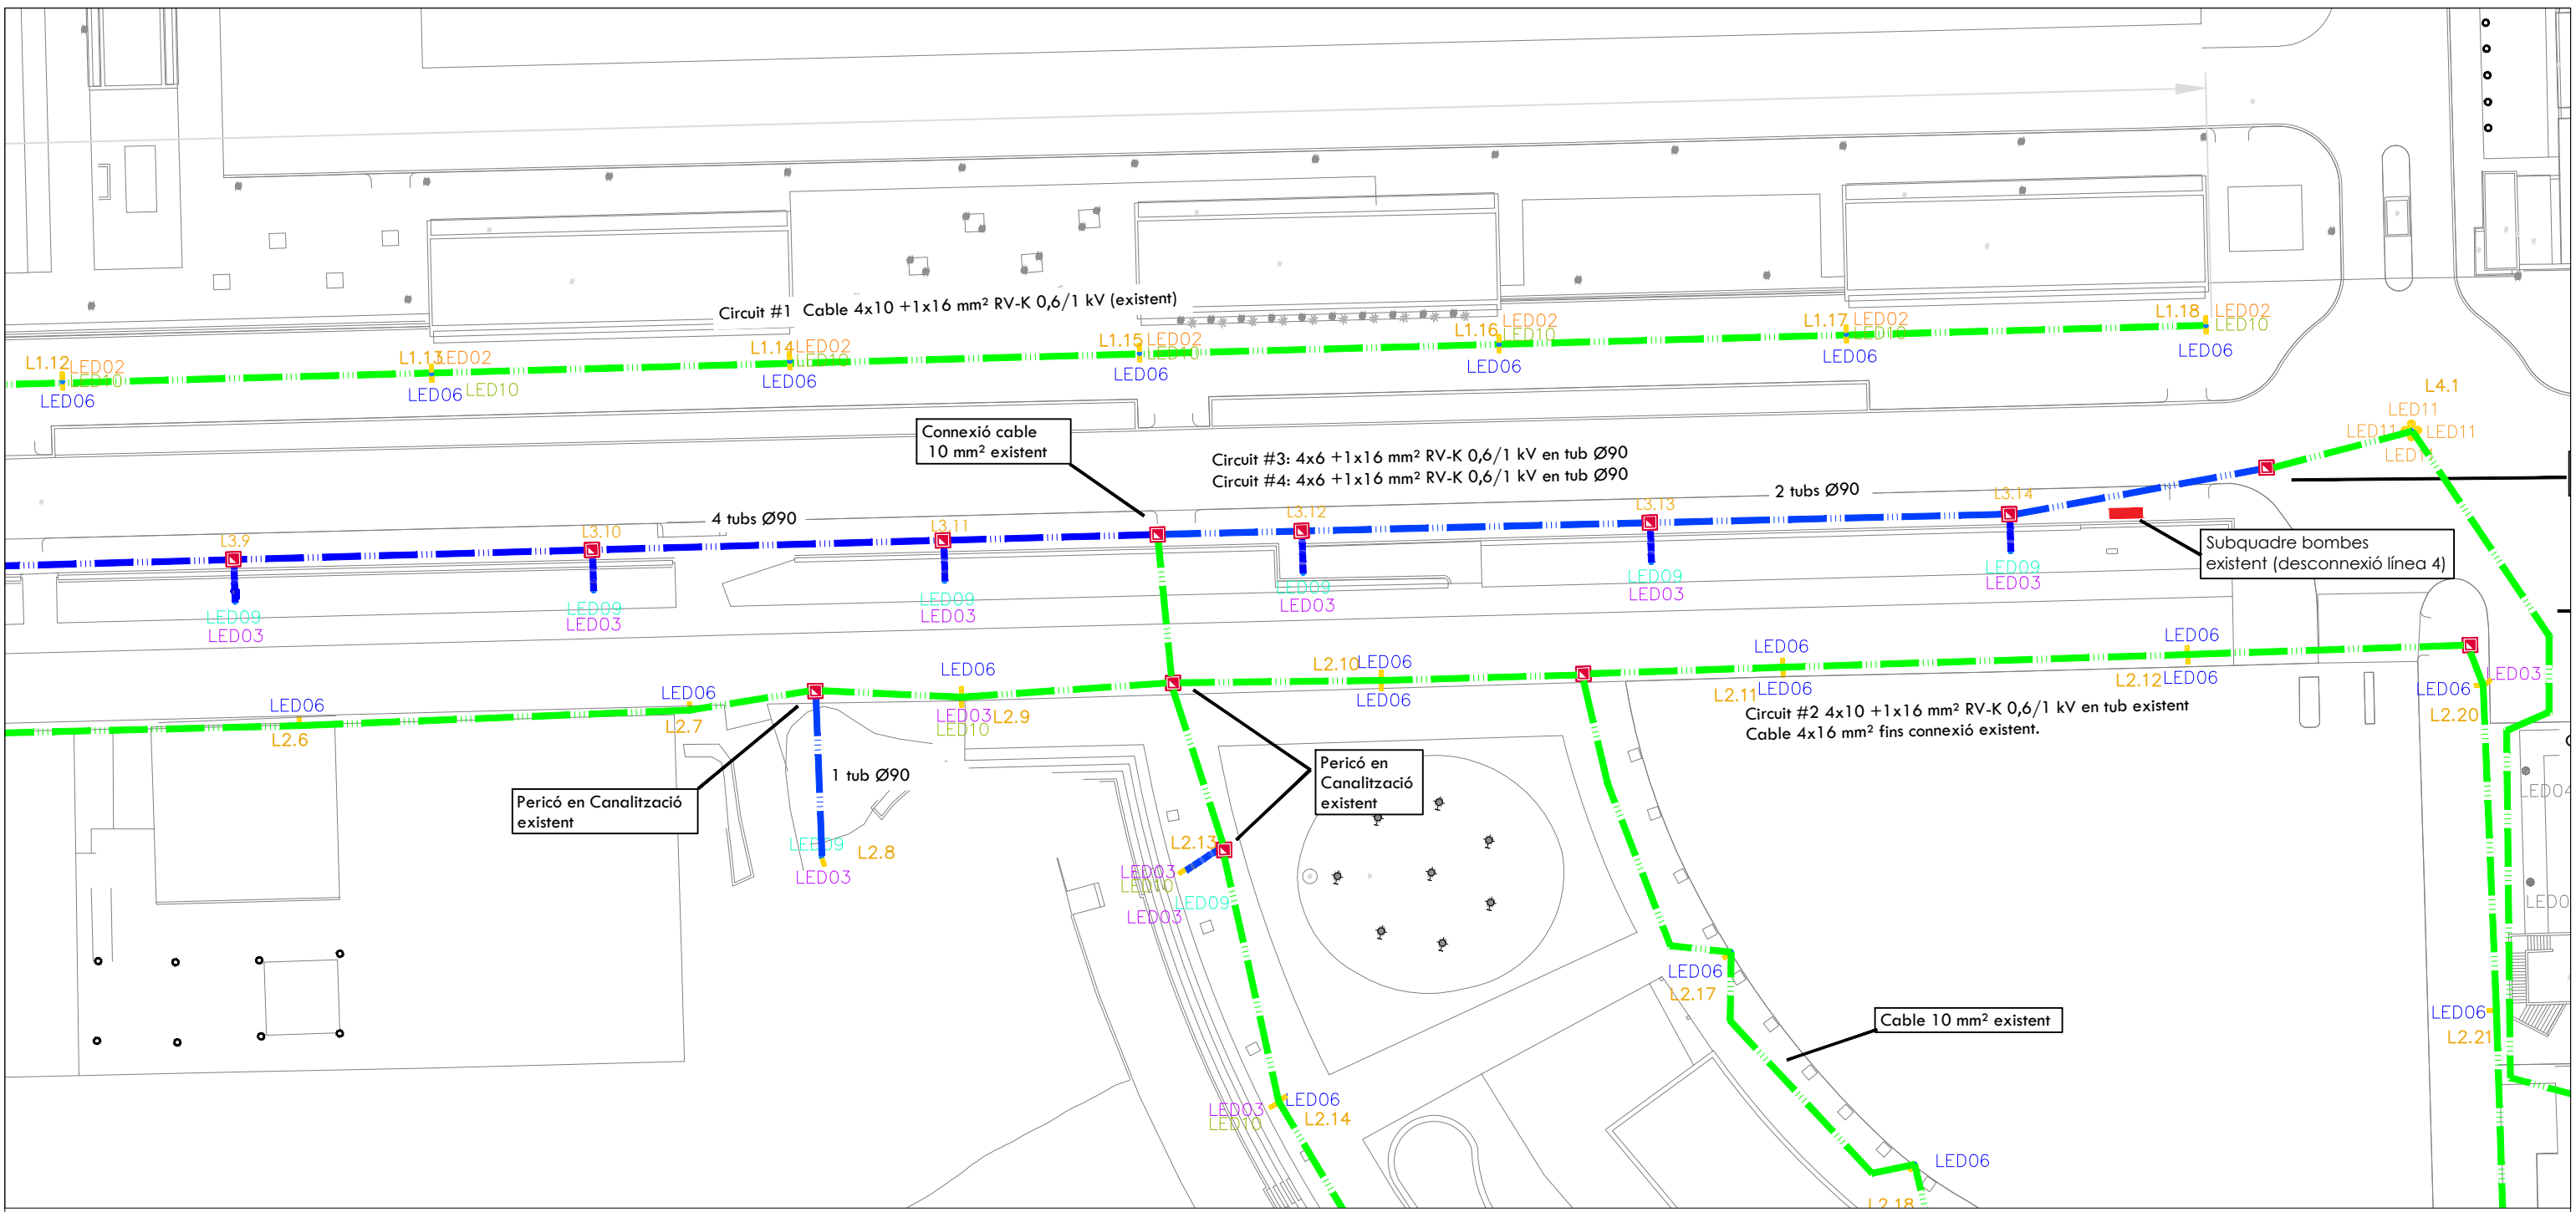 Circuit #1 Cable 4x10 +1x16 mm² RV-K 0,6/1 kV (existent)
L1.12
LED02
LED10
LED06
L1.13
LED02
LED10
LED06
L1.14
LED02
LED10
LED06
L1.15
LED02
LED10
LED06
L1.16
LED02
LED10
LED06
L1.17
LED02
LED10
LED06
L1.18
LED02
LED10
LED06
L4.1
LED11
LED11
LED11
LED11
Connexió cable
10 mm² existent
Circuit #3: 4x6 +1x16 mm² RV-K 0,6/1 kV en tub Ø90
Circuit #4: 4x6 +1x16 mm² RV-K 0,6/1 kV en tub Ø90
2 tubs Ø90
4 tubs Ø90
L3.9
LED09
LED03
L3.10
LED09
LED03
L3.11
LED09
LED03
L3.12
LED09
LED03
L3.13
LED09
LED03
L3.14
LED09
LED03
Subquadre bombes
existent (desconnexió línea 4)
LED06
L2.6
LED06
L2.7
LED06
LED03
LED10
L2.9
L2.10
LED06
LED06
LED06
L2.11
LED06
LED06
L2.12
LED06
LED03
LED06
L2.20
Circuit #2 4x10 +1x16 mm² RV-K 0,6/1 kV en tub existent
Cable 4x16 mm² fins connexió existent.
1 tub Ø90
Pericó en Canalització
existent
Pericó en
Canalització
existent
LED09
L2.8
LED03
L2.13
LED03
LED10
LED09
LED03
LED04
LED0
LED06
L2.17
Cable 10 mm² existent
LED06
L2.21
LED03
LED10
LED06
L2.14
LED06
L2.18